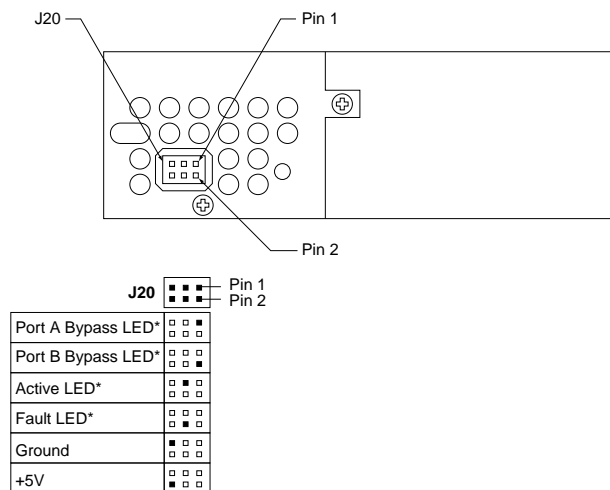 J20
Pin 1
Pin 2
J20
Pin 1
Pin 2
Port A Bypass LED*
Port B Bypass LED*
Active LED*
Fault LED*
Ground
+5V